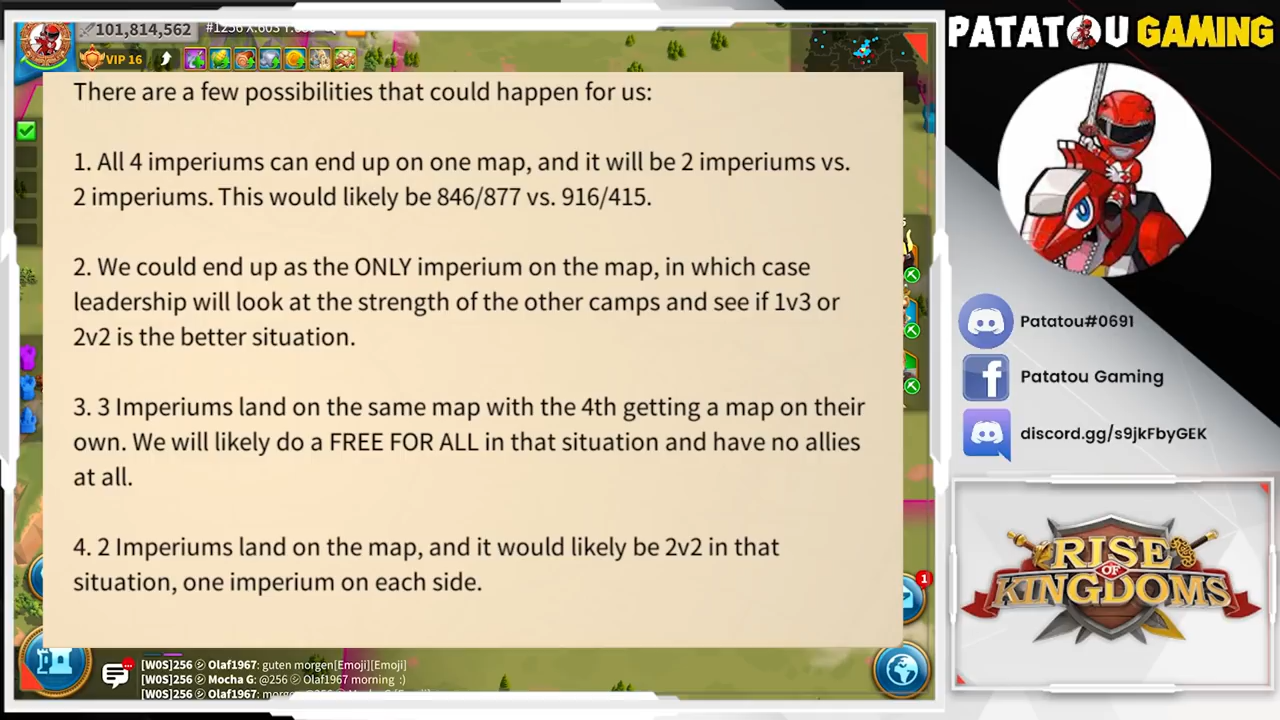 101,814,562
VIP 16
There are a few possibilities that could happen for us:
1. All 4 imperiums can end up on one map, and it will be 2 imperiums vs.
2 imperiums. This would likely be 846/877 vs. 916/415.
2. We could end up as the ONLY imperium on the map, in which case
leadership will look at the strength of the other camps and see if 1v3 or
2v2 is the better situation.
3. 3 Imperiums land on the same map with the 4th getting a map on their
own. We will likely do a FREE FOR ALL in that situation and have no allies
at all.
4. 2 Imperiums land on the map, and it would likely be 2v2 in that
situation, one imperium on each side.
1
[W0S]256 Olaf1967: guten morgen[Emoji][Emoji]
[W0S]256 Mocha G: @256 Olaf1967 morning :)
[W0S]256 Olaf1967:
PATATOU GAMING
Patatou#0691
Patatou Gaming
discord.gg/s9jkFbyGEK
RISE
OF
KINGDOMS